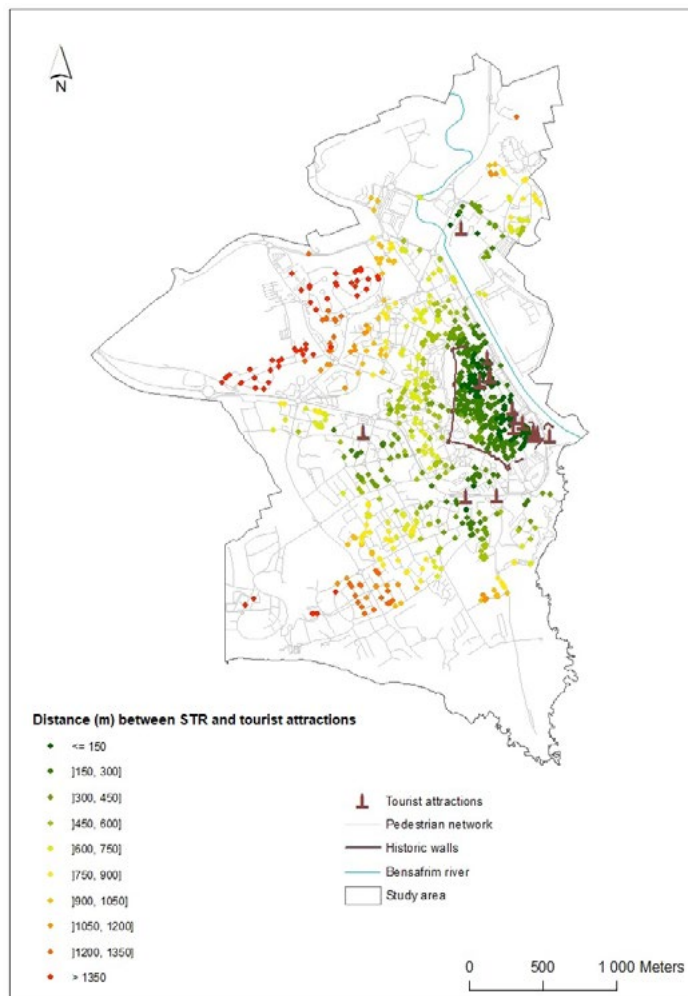 N
Distance (m) between STR and tourist attractions
<= 150
]150, 300]
]300, 450]
]450, 600]
]600, 750]
]750, 900]
]900, 1050]
]1050, 1200]
]1200, 1350]
> 1350
Tourist attractions
Pedestrian network
Historic walls
Bensafrim river
Study area
0 500 1 000 Meters